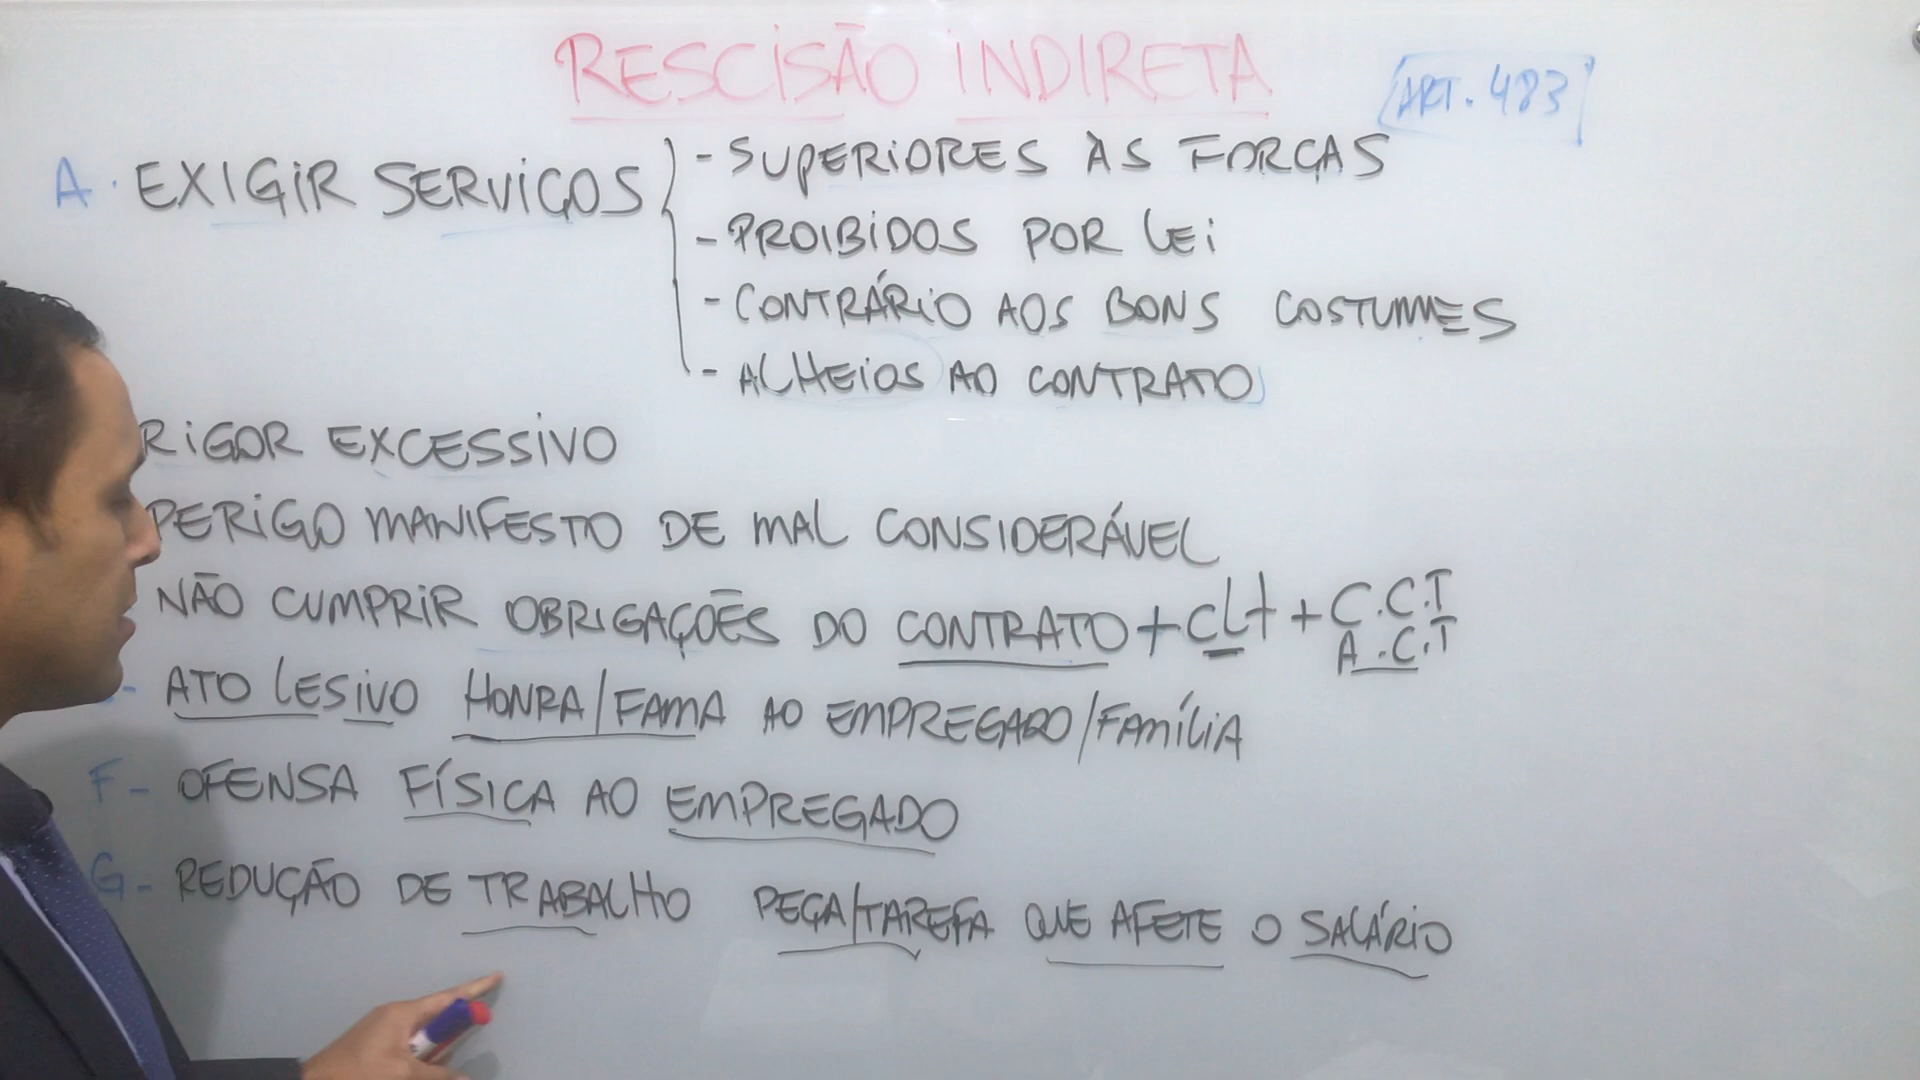 RESCISÃO INDIRETA [ART. 483]
A. EXIGIR SERVIÇOS { - SUPERIORES ÀS FORÇAS
- PROIBIDOS POR LEI
- CONTRÁRIO AOS BONS COSTUMES
- ALHEIOS AO CONTRATO
RIGOR EXCESSIVO
PERIGO MANIFESTO DE MAL CONSIDERÁVEL
NÃO CUMPRIR OBRIGAÇÕES DO CONTRATO + CLT + C.C.T
A.C.T
- ATO LESIVO HONRA/FAMA AO EMPREGADO/FAMÍLIA
F- OFENSA FÍSICA AO EMPREGADO
G- REDUÇÃO DE TRABALHO PEÇA/TAREFA QUE AFETE O SALÁRIO